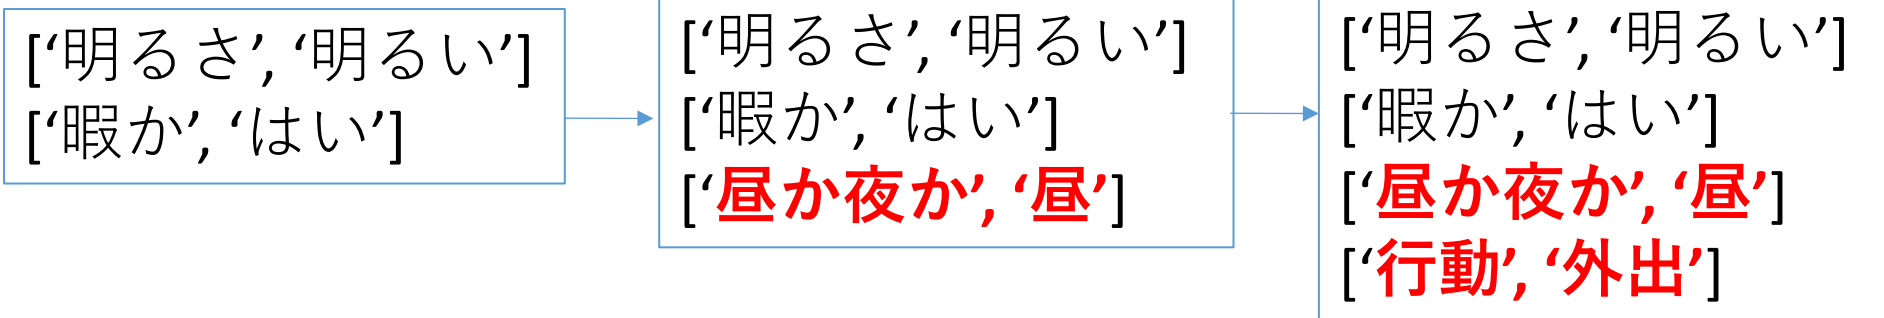 [‘明るさ’, ‘明るい’]
[‘暇か’, ‘はい’]
[‘明るさ’, ‘明るい’]
[‘暇か’, ‘はい’]
[‘昼か夜か’, ‘昼’]
[‘明るさ’, ‘明るい’]
[‘暇か’, ‘はい’]
[‘昼か夜か’, ‘昼’]
[‘行動’, ‘外出’]